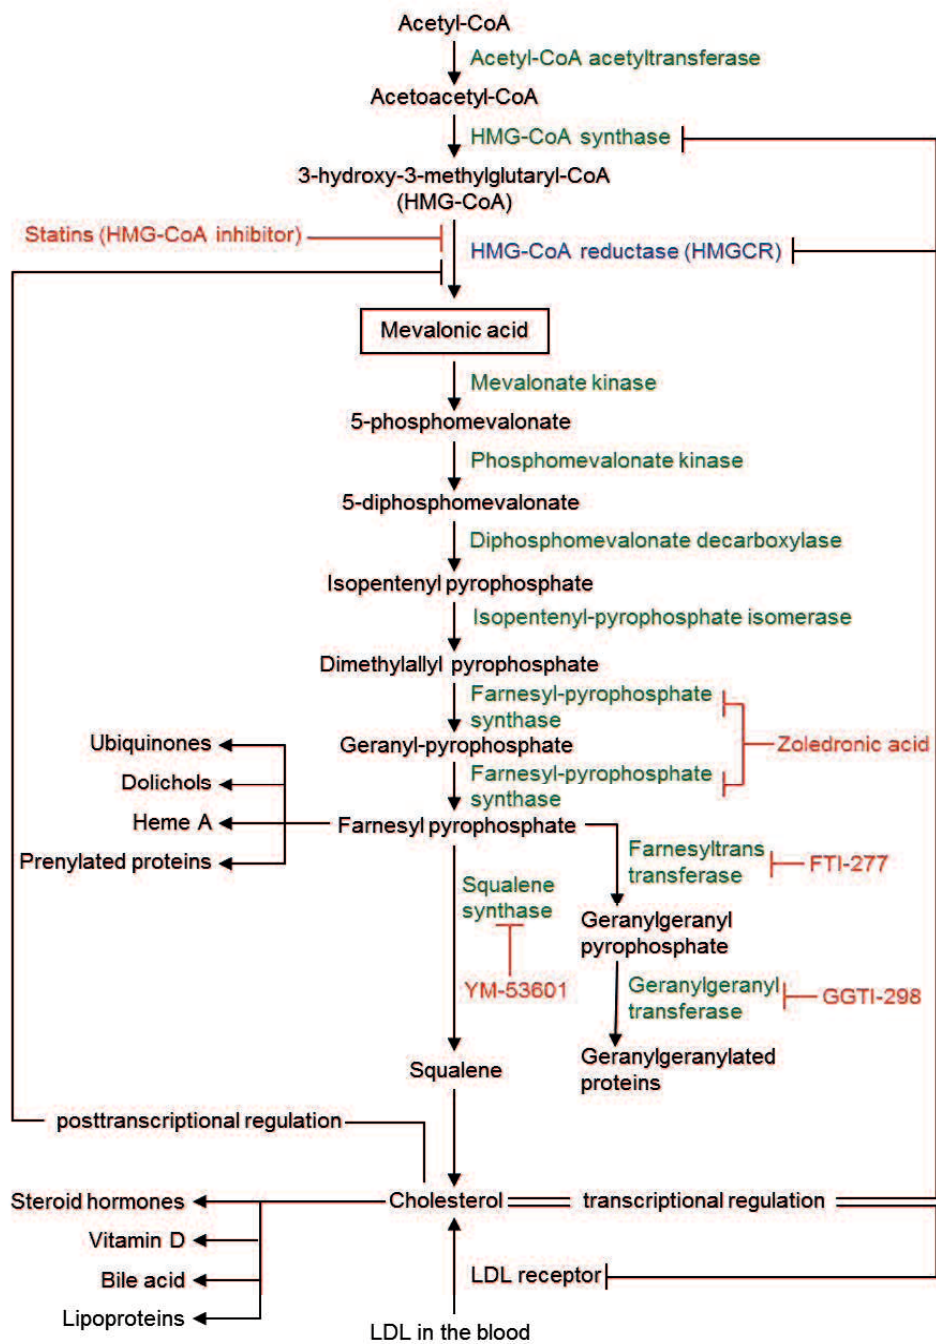 Acetyl-CoA
Acetyl-CoA acetyltransferase
Acetoacetyl-CoA
HMG-CoA synthase
3-hydroxy-3-methylglutaryl-CoA
(HMG-CoA)
Statins (HMG-CoA inhibitor)
HMG-CoA reductase (HMGCR)
Mevalonic acid
Mevalonate kinase
5-phosphomevalonate
Phosphomevalonate kinase
5-diphosphomevalonate
Diphosphomevalonate decarboxylase
Isopentenyl pyrophosphate
Isopentenyl-pyrophosphate isomerase
Dimethylallyl pyrophosphate
Farnesyl-pyrophosphate
synthase
Zoledronic acid
Geranyl-pyrophosphate
Farnesyl-pyrophosphate
synthase
Ubiquinones
Dolichols
Heme A
Prenylated proteins
Farnesyl pyrophosphate
Farnesyltrans
transferase
FTI-277
Squalene
synthase
YM-53601
Geranylgeranyl
pyrophosphate
Geranylgeranyl
transferase
GGTI-298
Geranylgeranylated
proteins
Squalene
posttranscriptional regulation
Cholesterol
transcriptional regulation
Steroid hormones
Vitamin D
Bile acid
Lipoproteins
LDL receptor
LDL in the blood